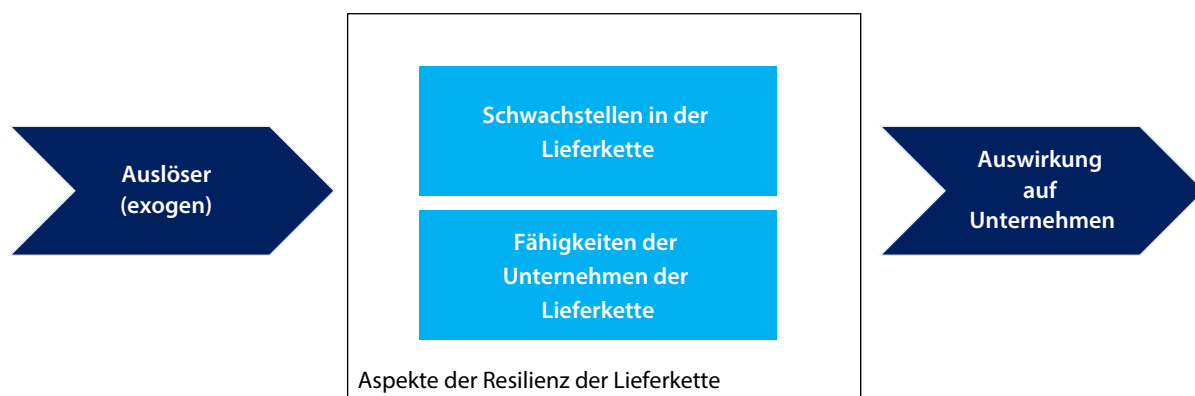 Auslöser
(exogen)
Schwachstellen in der
Lieferkette
Fähigkeiten der
Unternehmen der
Lieferkette
Aspekte der Resilienz der Lieferkette
Auswirkung
auf
Unternehmen